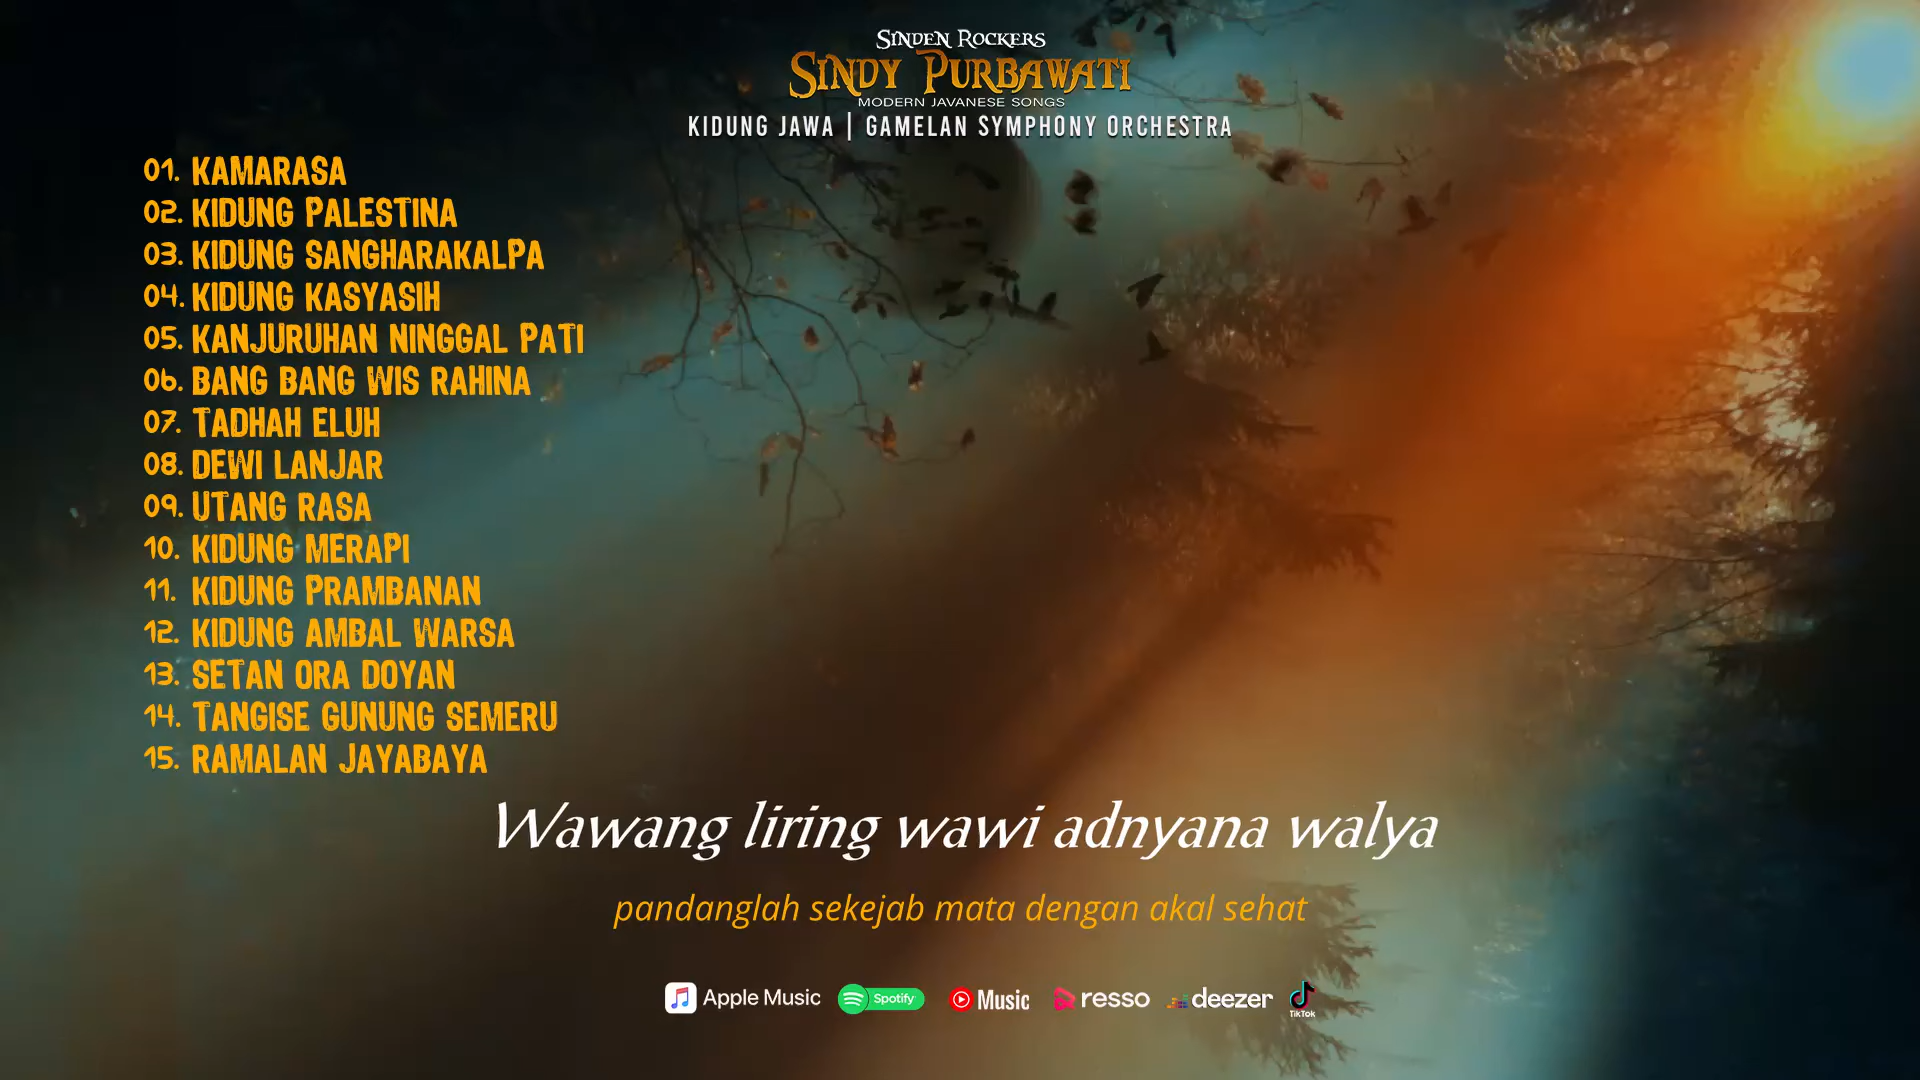 SINDEN ROCKERS
SINDY PURBAWATI
MODERN JAVANESE SONGS
KIDUNG JAWA | GAMELAN SYMPHONY ORCHESTRA
01. KAMARASA
02. KIDUNG PALESTINA
03. KIDUNG SANGHARAKALPA
04. KIDUNG KASYASIH
05. KANJURUHAN NINGGAL PATI
06. BANG BANG WIS RAHINA
07. TADHAH ELUH
08. DEWI LANJAR
09. UTANG RASA
10. KIDUNG MERAPI
11. KIDUNG PRAMBANAN
12. KIDUNG AMBAL WARSA
13. SETAN ORA DOYAN
14. TANGISE GUNUNG SEMERU
15. RAMALAN JAYABAYA
Wawang liring wawi adnyana walya
pandanglah sekejab mata dengan akal sehat
Apple Music Spotify Music resso deezer TikTok